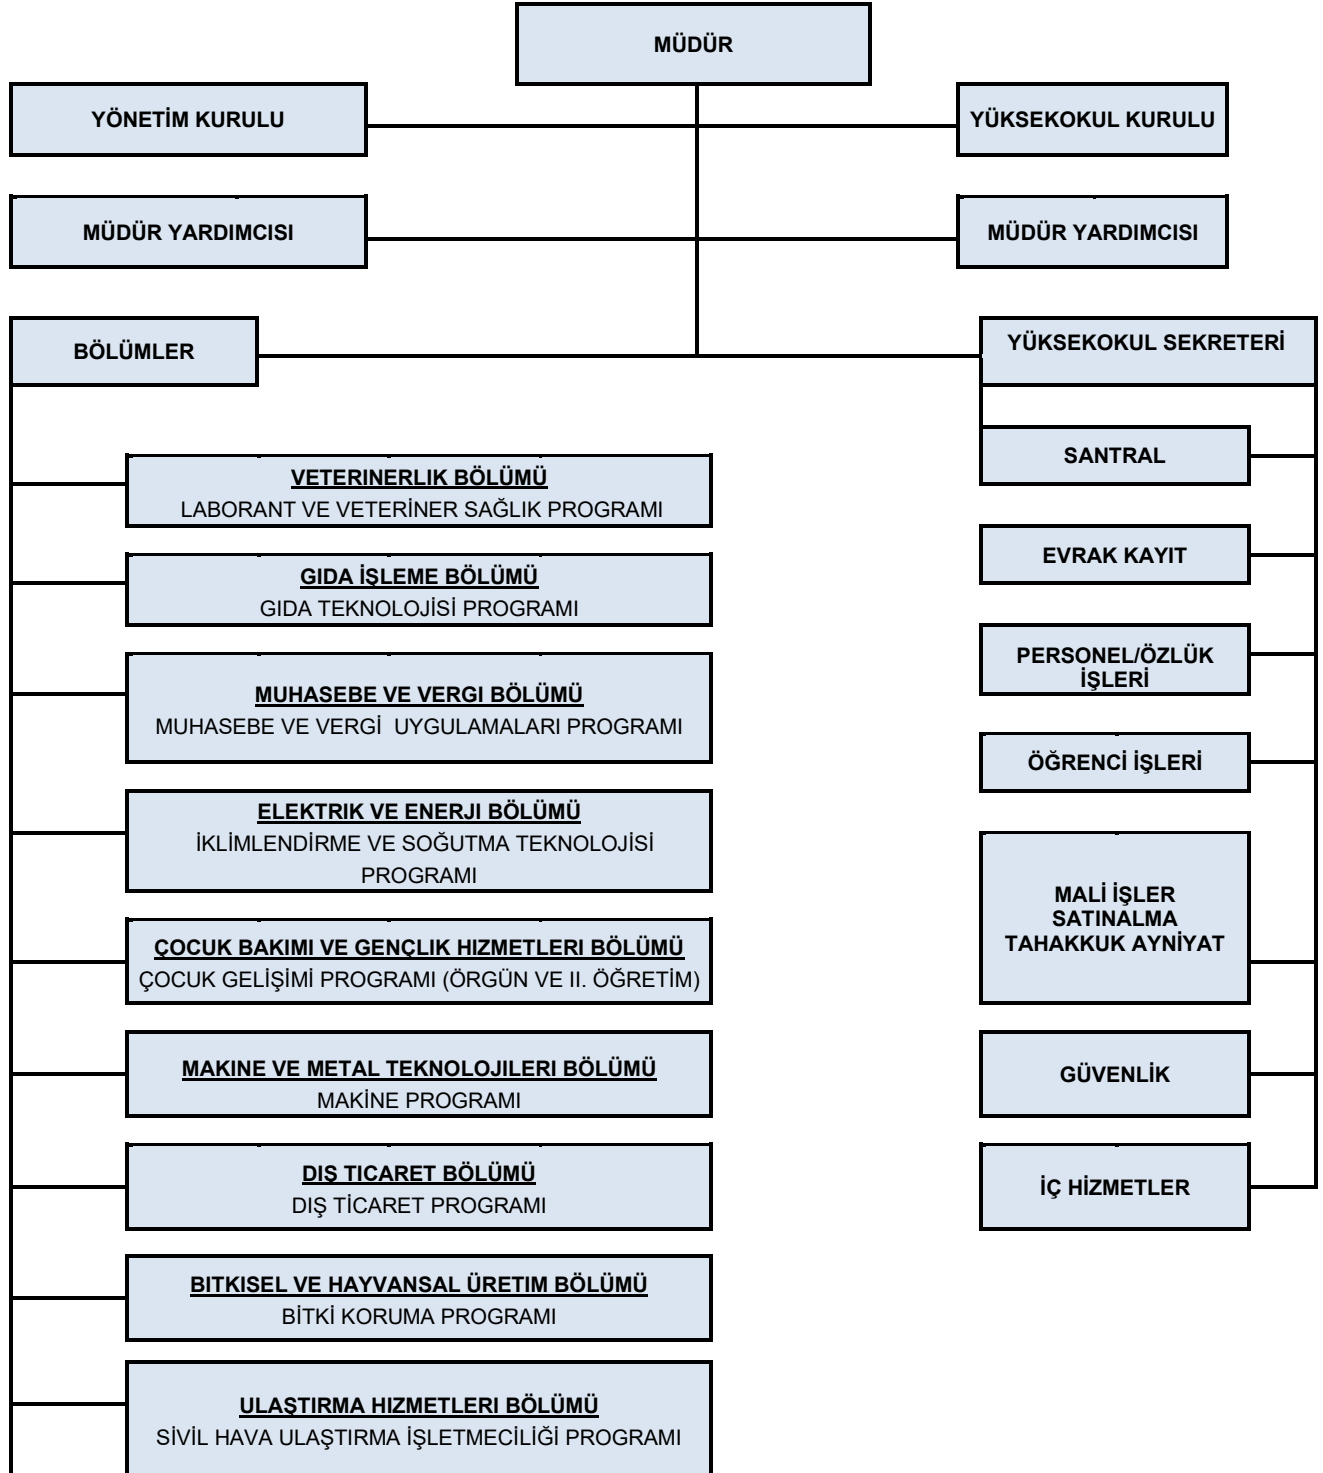 MÜDÜR
YÖNETİM KURULU
YÜKSEKOKUL KURULU
MÜDÜR YARDIMCISI
MÜDÜR YARDIMCISI
BÖLÜMLER
YÜKSEKOKUL SEKRETERİ
VETERINERLIK BÖLÜMÜ
LABORANT VE VETERİNER SAĞLIK PROGRAMI
GIDA İŞLEME BÖLÜMÜ
GIDA TEKNOLOJİSİ PROGRAMI
MUHASEBE VE VERGI BÖLÜMÜ
MUHASEBE VE VERGİ  UYGULAMALARI PROGRAMI
ELEKTRIK VE ENERJI BÖLÜMÜ
İKLİMLENDİRME VE SOĞUTMA TEKNOLOJİSİ
PROGRAMI
ÇOCUK BAKIMI VE GENÇLIK HIZMETLERI BÖLÜMÜ
ÇOCUK GELİŞİMİ PROGRAMI (ÖRGÜN VE II. ÖĞRETİM)
MAKINE VE METAL TEKNOLOJILERI BÖLÜMÜ
MAKİNE PROGRAMI
DIŞ TICARET BÖLÜMÜ
DIŞ TİCARET PROGRAMI
BITKISEL VE HAYVANSAL ÜRETIM BÖLÜMÜ
BİTKİ KORUMA PROGRAMI
ULAŞTIRMA HIZMETLERI BÖLÜMÜ
SİVİL HAVA ULAŞTIRMA İŞLETMECİLİĞİ PROGRAMI
SANTRAL
EVRAK KAYIT
PERSONEL/ÖZLÜK
İŞLERİ
ÖĞRENCİ İŞLERİ
MALİ İŞLER
SATINALMA
TAHAKKUK AYNİYAT
GÜVENLİK
İÇ HİZMETLER